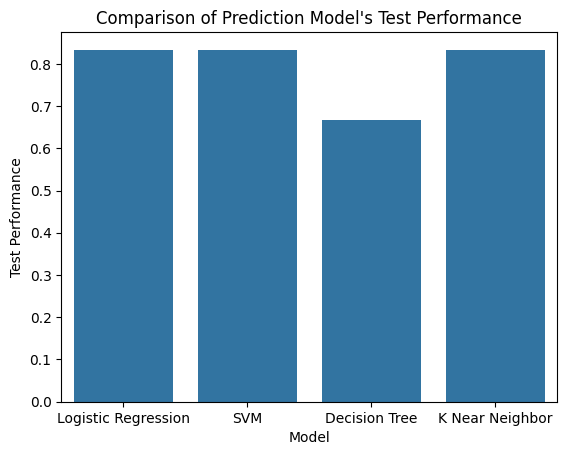 Comparison of Prediction Model's Test Performance
Test Performance
0.8
0.7
0.6
0.5
0.4
0.3
0.2
0.1
0.0
Logistic Regression SVM Decision Tree K Near Neighbor
Model